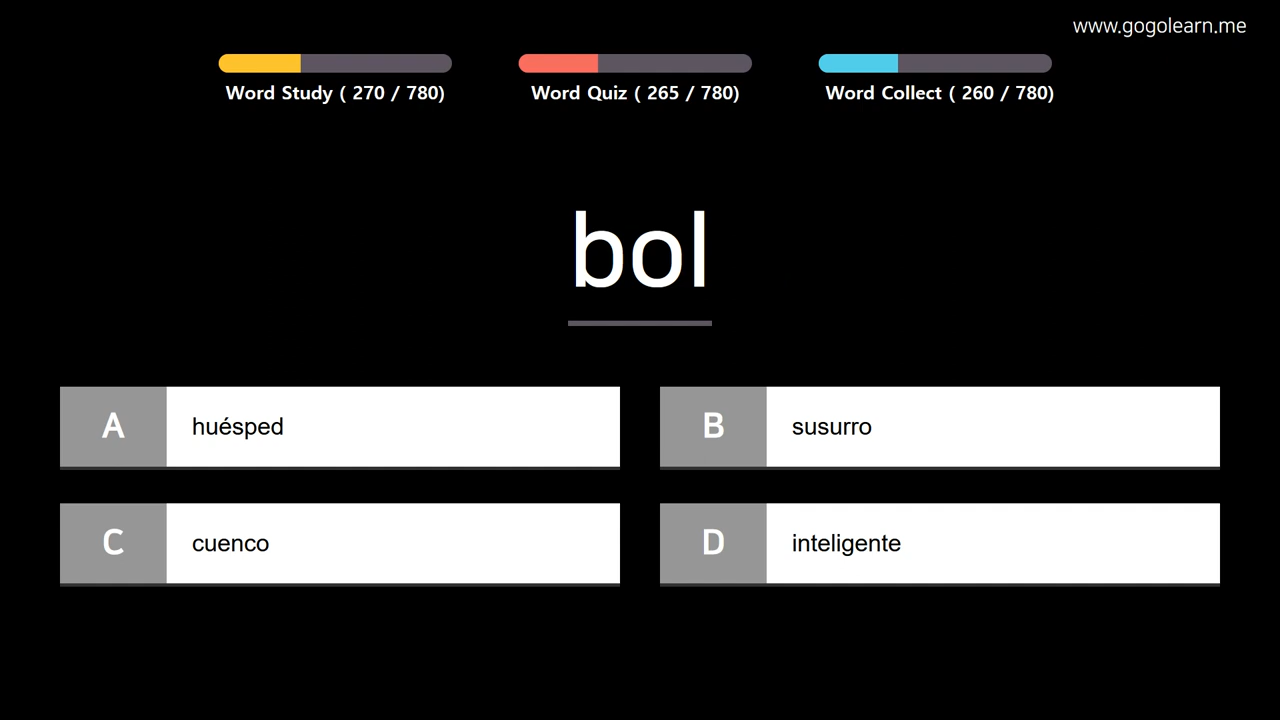 www.gogolearn.me
Word Study ( 270 / 780)
Word Quiz ( 265 / 780)
Word Collect ( 260 / 780)
bol
A huésped
B susurro
C cuenco
D inteligente